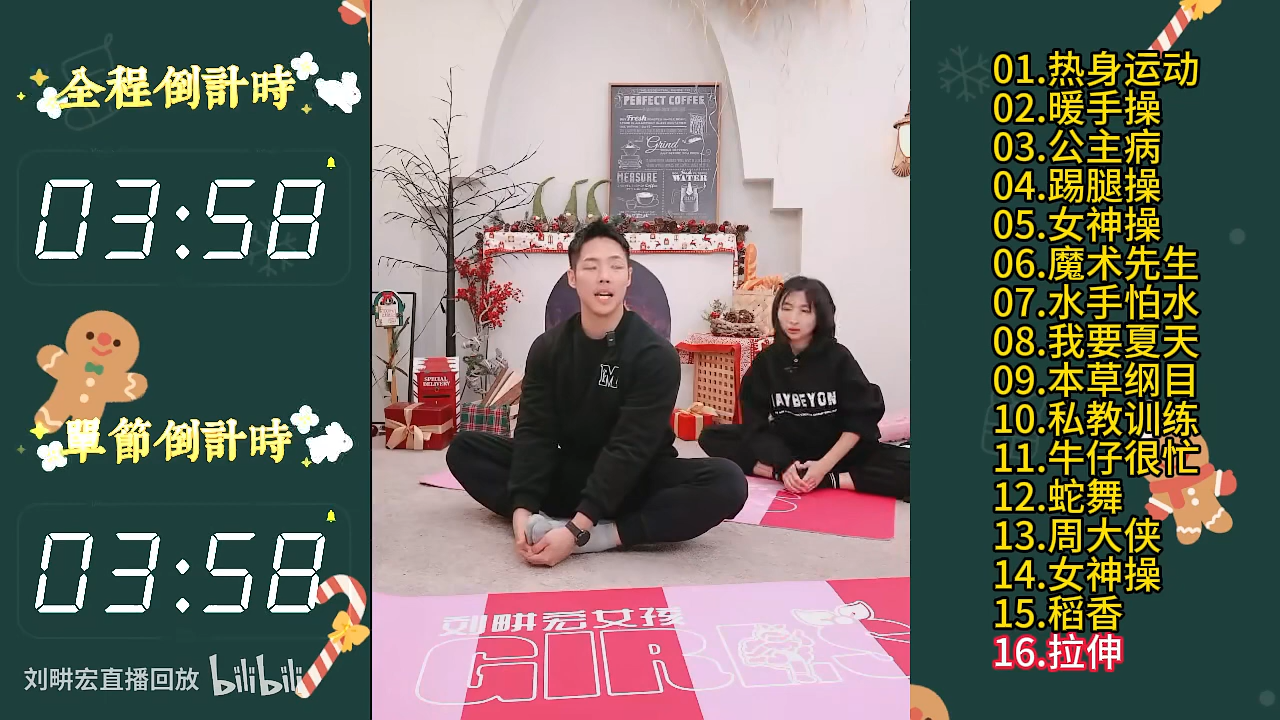 全程倒計時
03:58
單節倒計時
03:58
刘畊宏直播回放 bilibili
PERFECT COFFEE
Fresh
Grind
MEASURE
WATER
SPECIAL
DELIVERY
M
MAYBEYON
刘畊宏女孩
GIRLS
01.热身运动
02.暖手操
03.公主病
04.踢腿操
05.女神操
06.魔术先生
07.水手怕水
08.我要夏天
09.本草纲目
10.私教训练
11.牛仔很忙
12.蛇舞
13.周大侠
14.女神操
15.稻香
16.拉伸